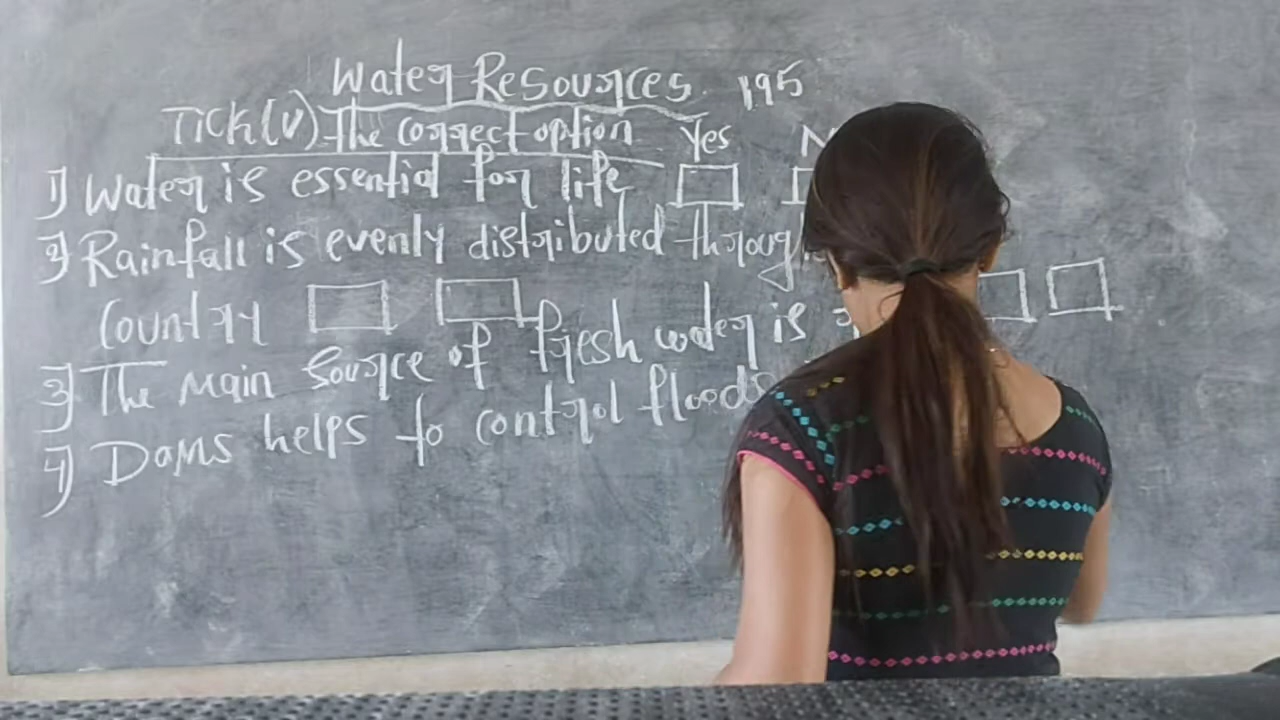 Water Resources. 195
TICK(√) The correct option Yes
1) Water is essential for life
2) Rainfall is evenly distributed
Country
3) The Main Source of fresh water is
4) Dams helps to control floods